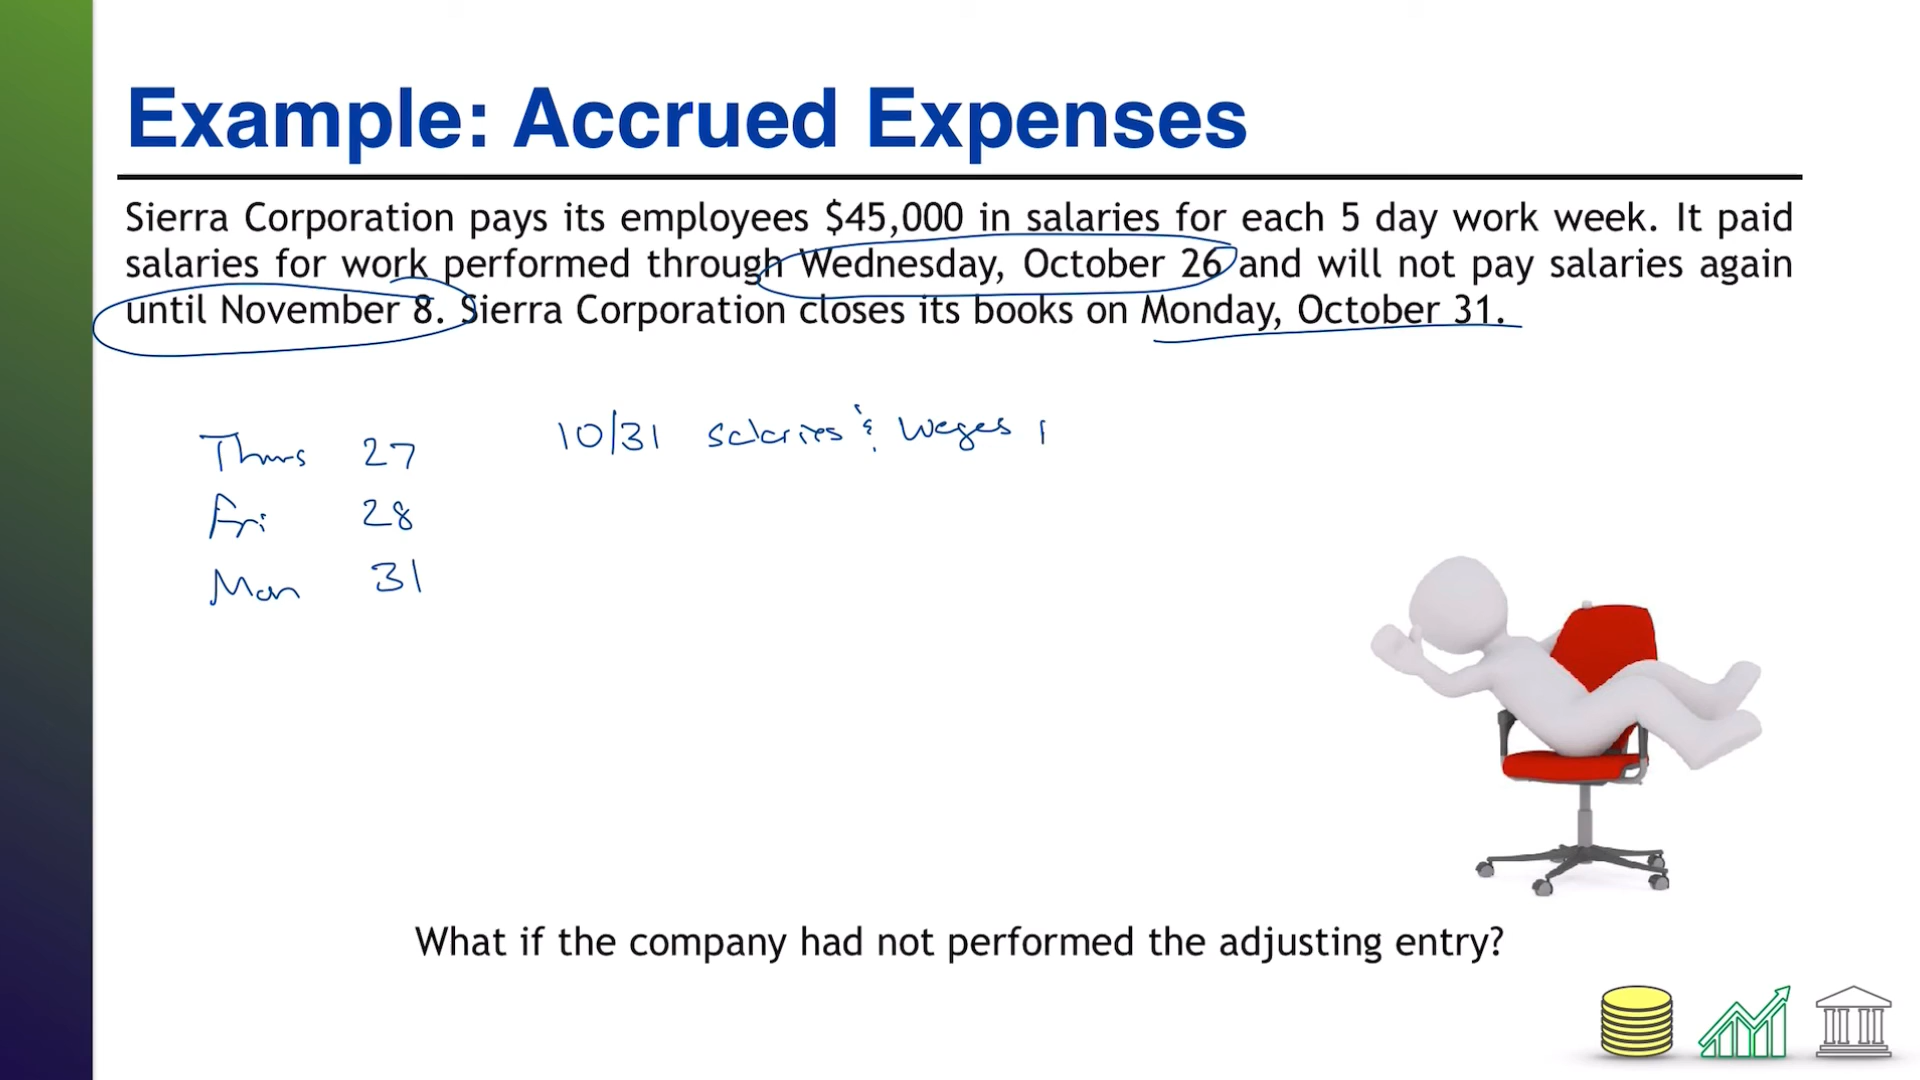 Example: Accrued Expenses
Sierra Corporation pays its employees $45,000 in salaries for each 5 day work week. It paid
salaries for work performed through Wednesday, October 26 and will not pay salaries again
until November 8. Sierra Corporation closes its books on Monday, October 31.
Thurs 27
Fri 28
Mon 31
10/31 Salaries & Wages
What if the company had not performed the adjusting entry?